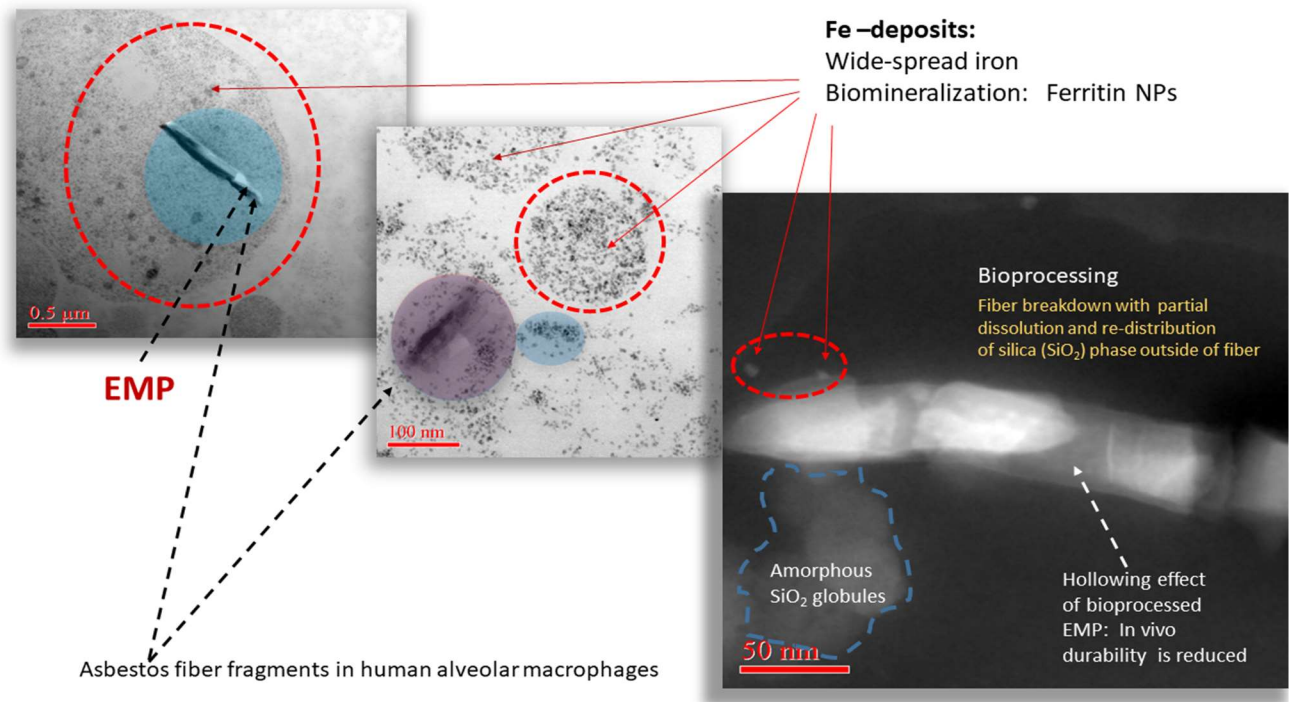 Fe –deposits:
Wide-spread iron
Biomineralization: Ferritin NPs
0.5 µm
EMP
100 nm
Bioprocessing
Fiber breakdown with partial
dissolution and re-distribution
of silica (SiO₂) phase outside of fiber
Amorphous
SiO₂ globules
50 nm
Hollowing effect
of bioprocessed
EMP: In vivo
durability is reduced
Asbestos fiber fragments in human alveolar macrophages